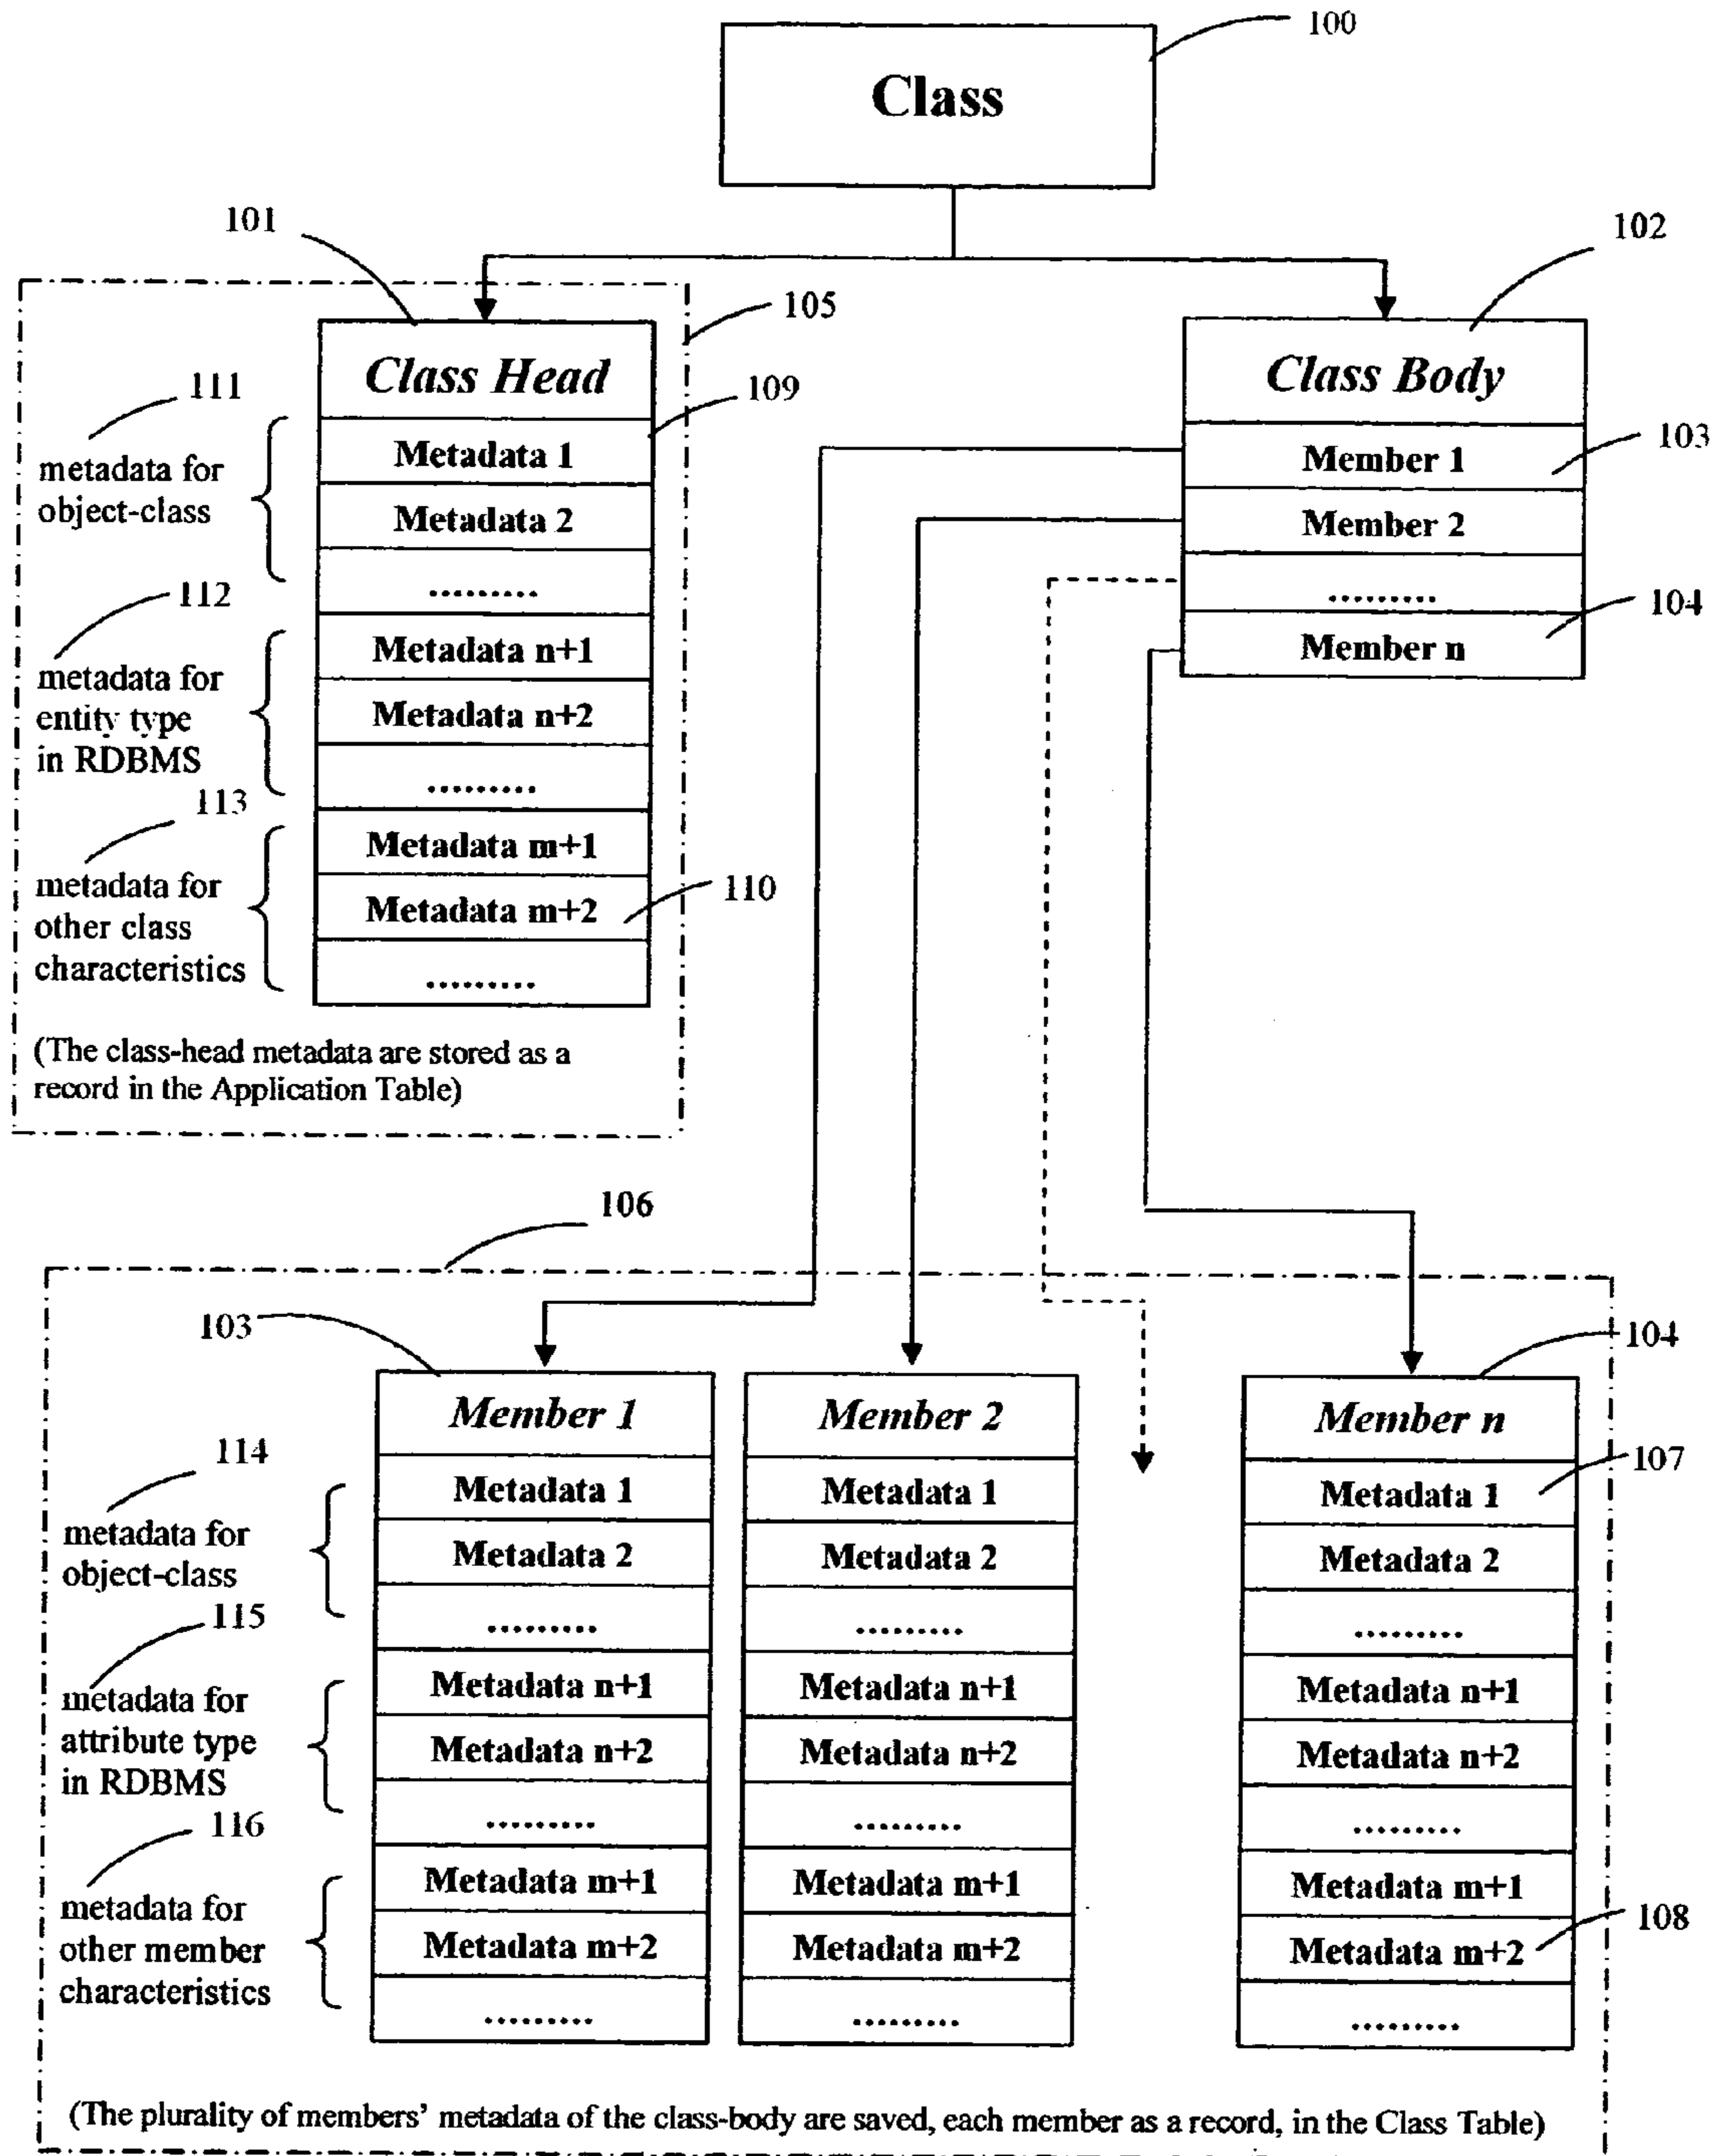 100
Class
101
102
105
Class Head
Class Body
111
109
metadata for
object-class
Metadata 1
Metadata 2
.........
103
Member 1
Member 2
.........
104
Member n
112
metadata for
entity type
in RDBMS
Metadata n+1
Metadata n+2
.........
113
metadata for
other class
characteristics
Metadata m+1
110
Metadata m+2
.........
(The class-head metadata are stored as a
record in the Application Table)
106
103
104
Member 1
Member 2
Member n
114
107
metadata for
object-class
Metadata 1
Metadata 1
Metadata 1
Metadata 2
Metadata 2
Metadata 2
.........
.........
.........
115
metadata for
attribute type
in RDBMS
Metadata n+1
Metadata n+1
Metadata n+1
Metadata n+2
Metadata n+2
Metadata n+2
.........
.........
.........
116
metadata for
other member
characteristics
Metadata m+1
Metadata m+1
Metadata m+1
108
Metadata m+2
Metadata m+2
Metadata m+2
.........
.........
.........
(The plurality of members' metadata of the class-body are saved, each member as a record, in the Class Table)